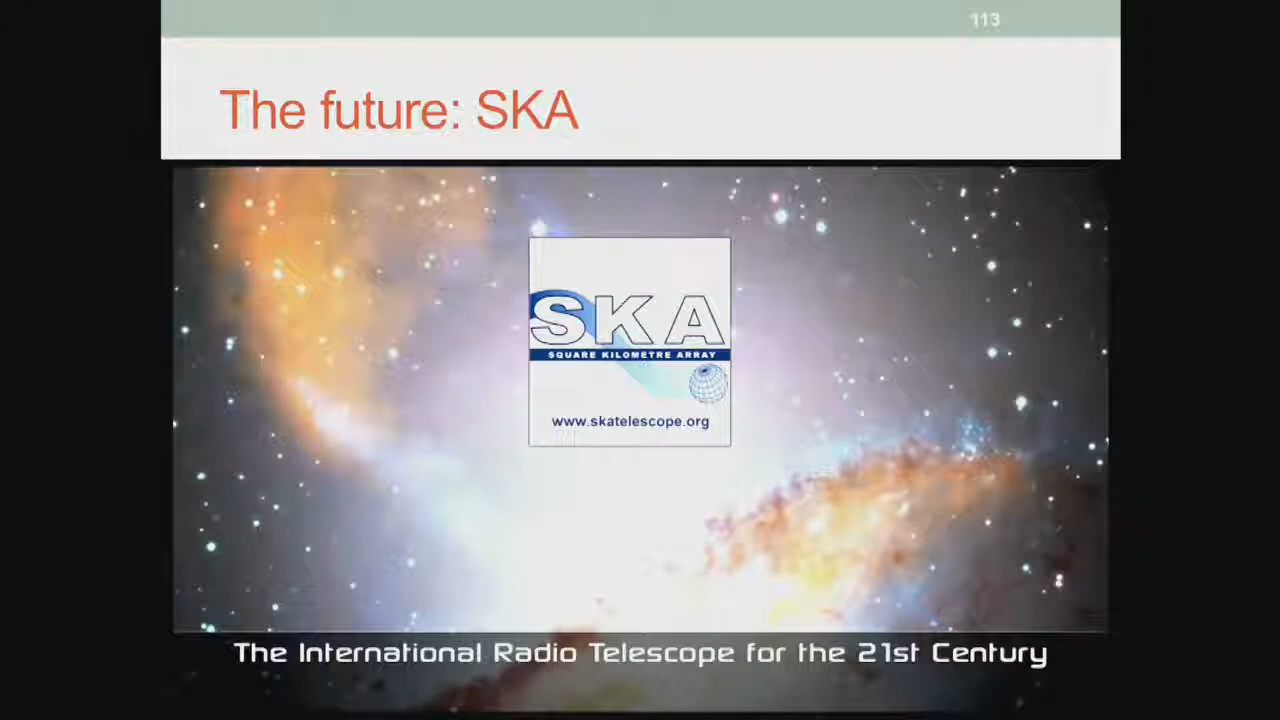 113
The future: SKA
SKA
SQUARE KILOMETRE ARRAY
www.skatelescope.org
The International Radio Telescope for the 21st Century